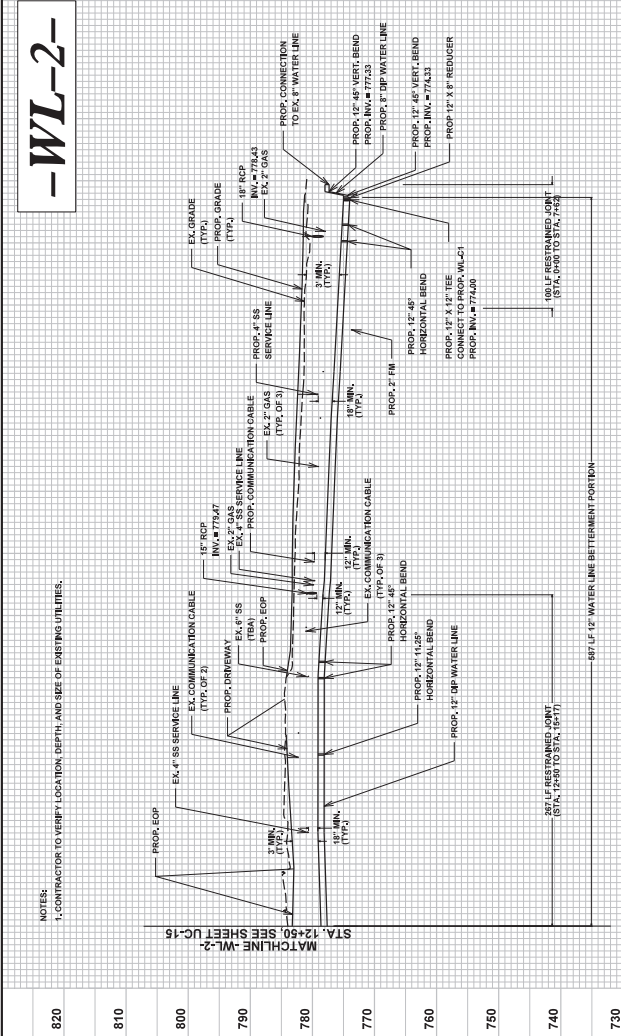 -WL-2-
NOTES:
1. CONTRACTOR TO VERIFY LOCATION, DEPTH, AND SIZE OF EXISTING UTILITIES.
820
810
800
790
780
770
760
750
740
730
MATCHLINE -WL-2-
STA. 12+50, SEE SHEET UC-15
PROP. EOP
EX. 4" SS SERVICE LINE
EX. COMMUNICATION CABLE
(TYP. OF 2)
PROP. DRIVEWAY
EX. 6" SS
(TBA)
PROP. EOP
15" RCP
INV. = 779.47
EX. 2" GAS
EX. 4" SS SERVICE LINE
PROP. COMMUNICATION CABLE
EX. 2" GAS
(TYP. OF 3)
PROP. 4" SS
SERVICE LINE
EX. GRADE
(TYP.)
PROP. GRADE
(TYP.)
18" RCP
INV. = 778.43
EX. 2" GAS
PROP. CONNECTION
TO EX. 8" WATER LINE
PROP. 12" 45° VERT. BEND
PROP. INV. = 777.33
PROP. 8" DIP WATER LINE
PROP. 12" 45° VERT. BEND
PROP. INV. = 774.33
PROP 12" X 8" REDUCER
3' MIN.
(TYP.)
18" MIN.
(TYP.)
12" MIN.
(TYP.)
12" MIN.
(TYP.)
18" MIN.
(TYP.)
3' MIN.
(TYP.)
EX. COMMUNICATION CABLE
(TYP. OF 3)
PROP. 12" 45°
HORIZONTAL BEND
PROP. 12" 11.25°
HORIZONTAL BEND
PROP. 12" DIP WATER LINE
PROP. 2" FM
PROP. 12" 45°
HORIZONTAL BEND
PROP. 12" X 12" TEE
CONNECT TO PROP. WL-C1
PROP. INV. = 774.00
267 LF RESTRAINED JOINT
(STA. 12+50 TO STA. 15+17)
100 LF RESTRAINED JOINT
587 LF 12" WATER LINE BETTERMENT PORTION